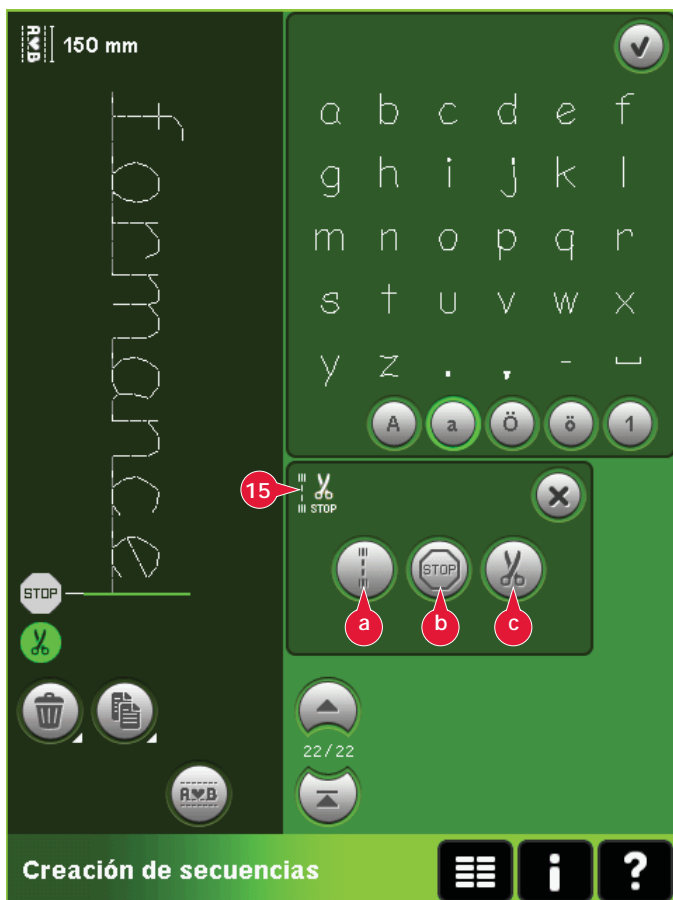 A♥B 150 mm
formance
a b c d e f
g h i j k l
m n o p q r
s t u v w x
y z . , -
A a Ö ö 1
15
STOP
STOP
a b c
STOP
22/22
A♥B
Creación de secuencias
i ?